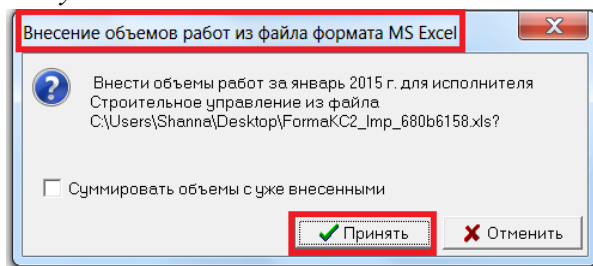 Внесение объемов работ из файла формата MS Excel
Внести объемы работ за январь 2015 г. для исполнителя
Строительное управление из файла
C:\Users\Shanna\Desktop\FormaKC2_Imp_680b6158.xls?
Суммировать объемы с уже внесенными
Принять
Отменить